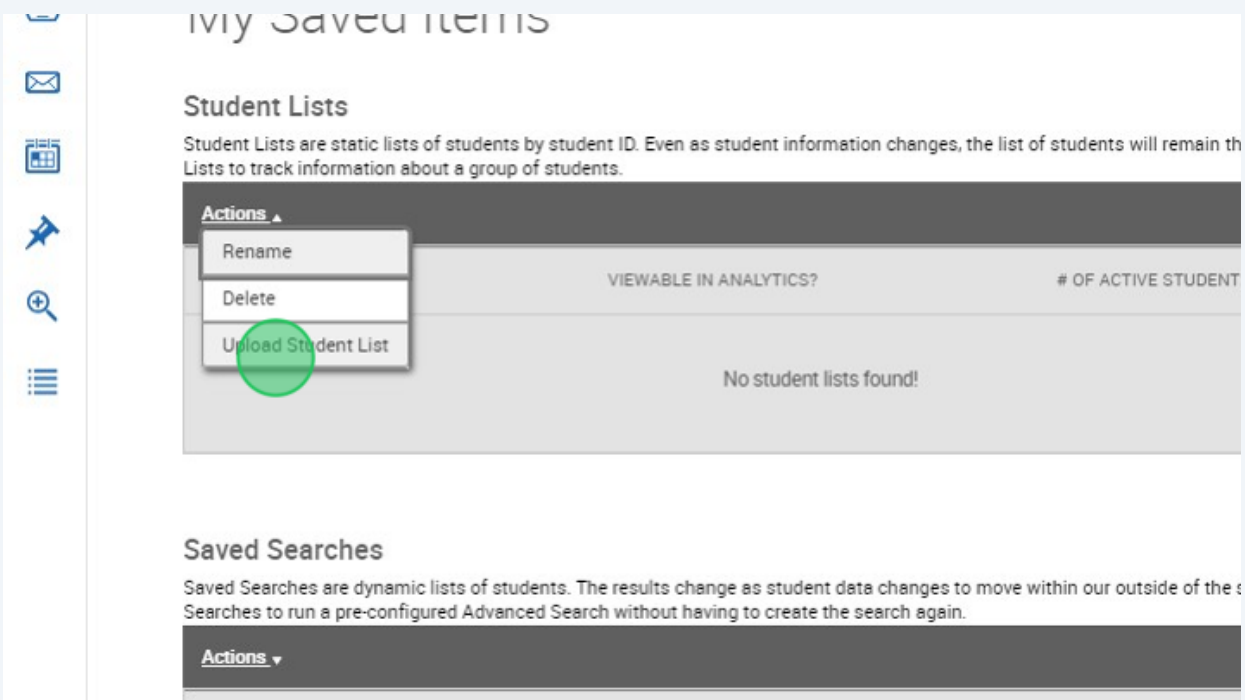 My Saved Items
Student Lists
Student Lists are static lists of students by student ID. Even as student information changes, the list of students will remain th
Lists to track information about a group of students.
Actions
Rename
VIEWABLE IN ANALYTICS?
# OF ACTIVE STUDENT
Delete
Upload Student List
No student lists found!
Saved Searches
Saved Searches are dynamic lists of students. The results change as student data changes to move within our outside of the s
Searches to run a pre-configured Advanced Search without having to create the search again.
Actions